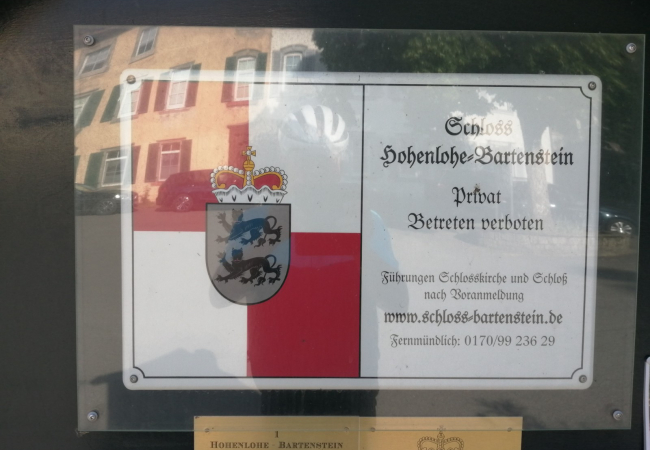 Schloss
Hohenlohe-Bartenstein
Privat
Betreten verboten
Führungen Schlosskirche und Schloß
nach Voranmeldung
www.schloss-bartenstein.de
Fernmündlich: 0170/99 236 29
I
HOHENLOHE BARTENSTEIN